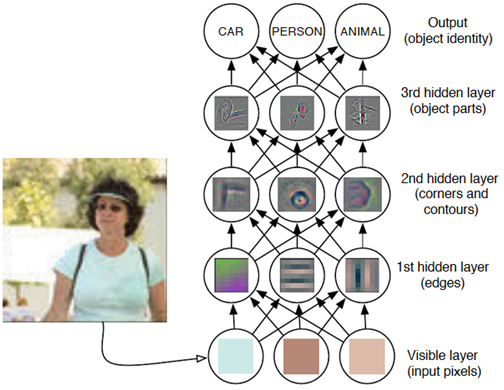 CAR
PERSON
ANIMAL
Output
(object identity)
3rd hidden layer
(object parts)
2nd hidden layer
(corners and
contours)
1st hidden layer
(edges)
Visible layer
(input pixels)